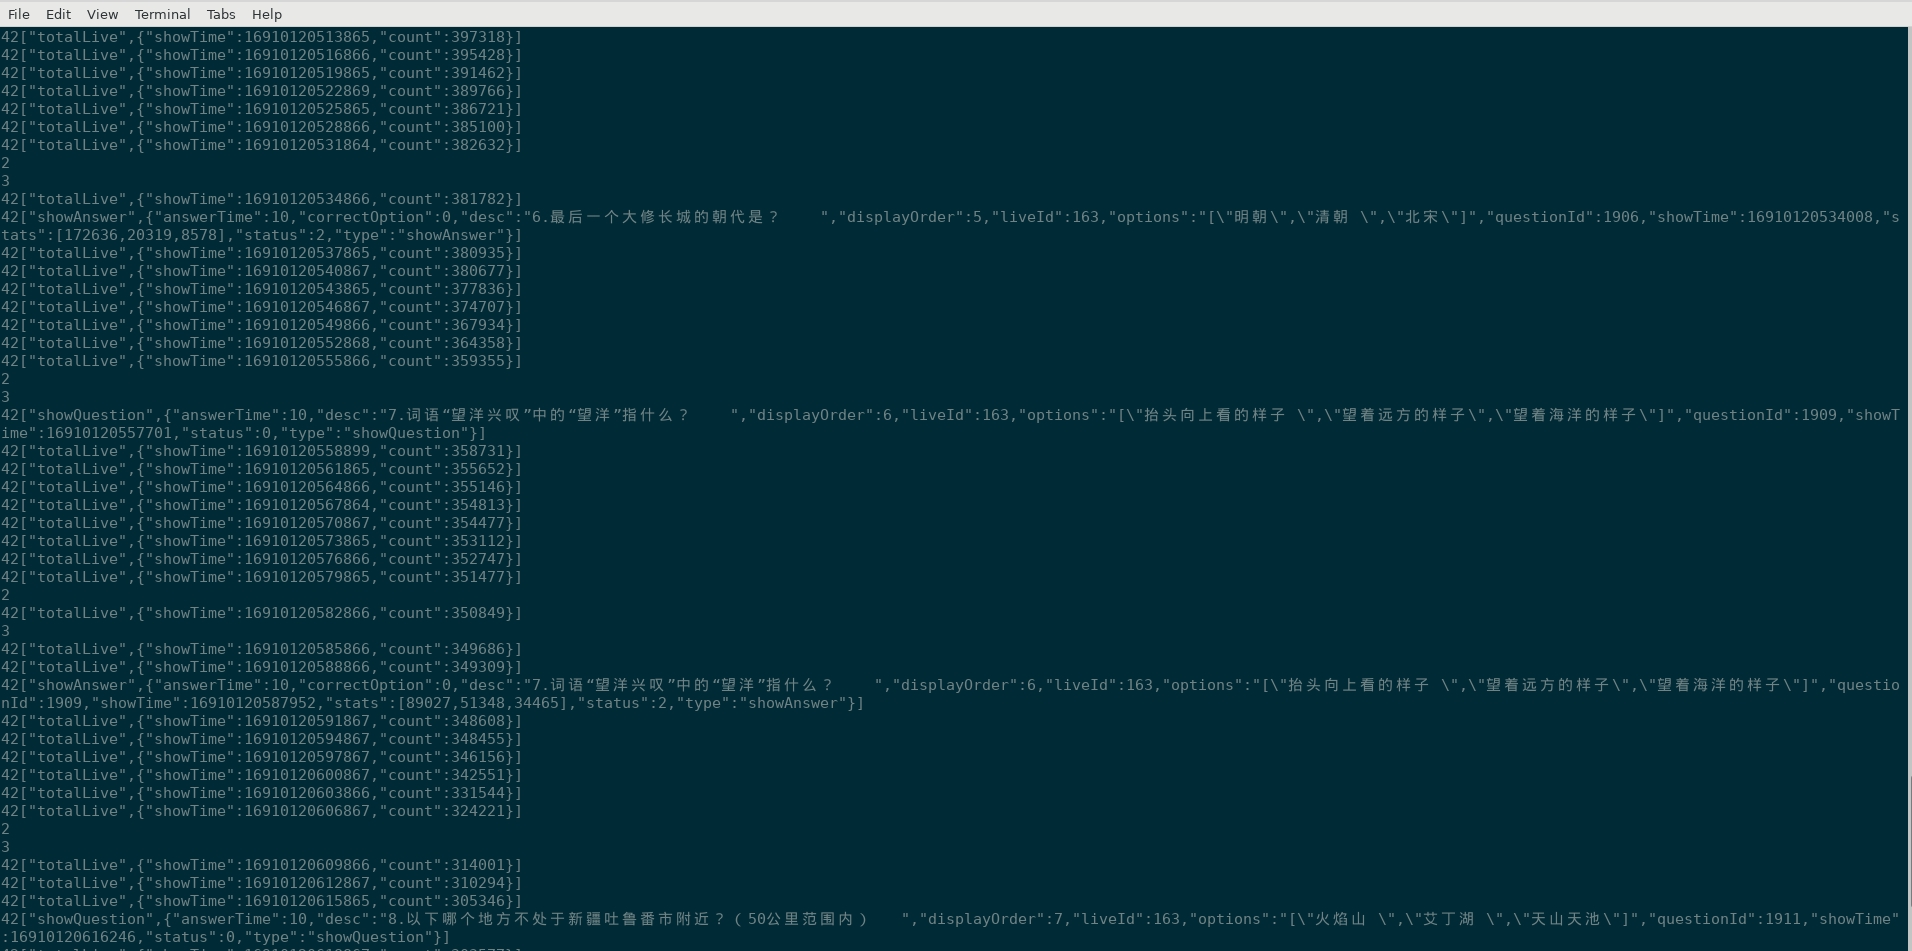 File Edit View Terminal Tabs Help
42["totalLive",{"showTime":16910120513865,"count":397318}]
42["totalLive",{"showTime":16910120516866,"count":395428}]
42["totalLive",{"showTime":16910120519865,"count":391462}]
42["totalLive",{"showTime":16910120522869,"count":389766}]
42["totalLive",{"showTime":16910120525865,"count":386721}]
42["totalLive",{"showTime":16910120528866,"count":385100}]
42["totalLive",{"showTime":16910120531864,"count":382632}]
2
3
42["totalLive",{"showTime":16910120534866,"count":381782}]
42["showAnswer",{"answerTime":10,"correctOption":0,"desc":"6.最后一个大修长城的朝代是？    ","displayOrder":5,"liveId":163,"options":"[\"明朝\",\"清朝 \",\"北宋\"]","questionId":1906,"showTime":16910120534008,"s
tats":[172636,20319,8578],"status":2,"type":"showAnswer"}]
42["totalLive",{"showTime":16910120537865,"count":380935}]
42["totalLive",{"showTime":16910120540867,"count":380677}]
42["totalLive",{"showTime":16910120543865,"count":377836}]
42["totalLive",{"showTime":16910120546867,"count":374707}]
42["totalLive",{"showTime":16910120549866,"count":367934}]
42["totalLive",{"showTime":16910120552868,"count":364358}]
42["totalLive",{"showTime":16910120555866,"count":359355}]
2
3
42["showQuestion",{"answerTime":10,"desc":"7.词语“望洋兴叹”中的“望洋”指什么？    ","displayOrder":6,"liveId":163,"options":"[\"抬头向上看的样子 \",\"望着远方的样子\",\"望着海洋的样子\"]","questionId":1909,"showT
ime":16910120557701,"status":0,"type":"showQuestion"}]
42["totalLive",{"showTime":16910120558899,"count":358731}]
42["totalLive",{"showTime":16910120561865,"count":355652}]
42["totalLive",{"showTime":16910120564866,"count":355146}]
42["totalLive",{"showTime":16910120567864,"count":354813}]
42["totalLive",{"showTime":16910120570867,"count":354477}]
42["totalLive",{"showTime":16910120573865,"count":353112}]
42["totalLive",{"showTime":16910120576866,"count":352747}]
42["totalLive",{"showTime":16910120579865,"count":351477}]
2
42["totalLive",{"showTime":16910120582866,"count":350849}]
3
42["totalLive",{"showTime":16910120585866,"count":349686}]
42["totalLive",{"showTime":16910120588866,"count":349309}]
42["showAnswer",{"answerTime":10,"correctOption":0,"desc":"7.词语“望洋兴叹”中的“望洋”指什么？    ","displayOrder":6,"liveId":163,"options":"[\"抬头向上看的样子 \",\"望着远方的样子\",\"望着海洋的样子\"]","questio
nId":1909,"showTime":16910120587952,"stats":[89027,51348,34465],"status":2,"type":"showAnswer"}]
42["totalLive",{"showTime":16910120591867,"count":348608}]
42["totalLive",{"showTime":16910120594867,"count":348455}]
42["totalLive",{"showTime":16910120597867,"count":346156}]
42["totalLive",{"showTime":16910120600867,"count":342551}]
42["totalLive",{"showTime":16910120603866,"count":331544}]
42["totalLive",{"showTime":16910120606867,"count":324221}]
2
3
42["totalLive",{"showTime":16910120609866,"count":314001}]
42["totalLive",{"showTime":16910120612867,"count":310294}]
42["totalLive",{"showTime":16910120615865,"count":305346}]
42["showQuestion",{"answerTime":10,"desc":"8.以下哪个地方不处于新疆吐鲁番市附近？（50公里范围内）   ","displayOrder":7,"liveId":163,"options":"[\"火焰山 \",\"艾丁湖 \",\"天山天池\"]","questionId":1911,"showTime"
:16910120616246,"status":0,"type":"showQuestion"}]